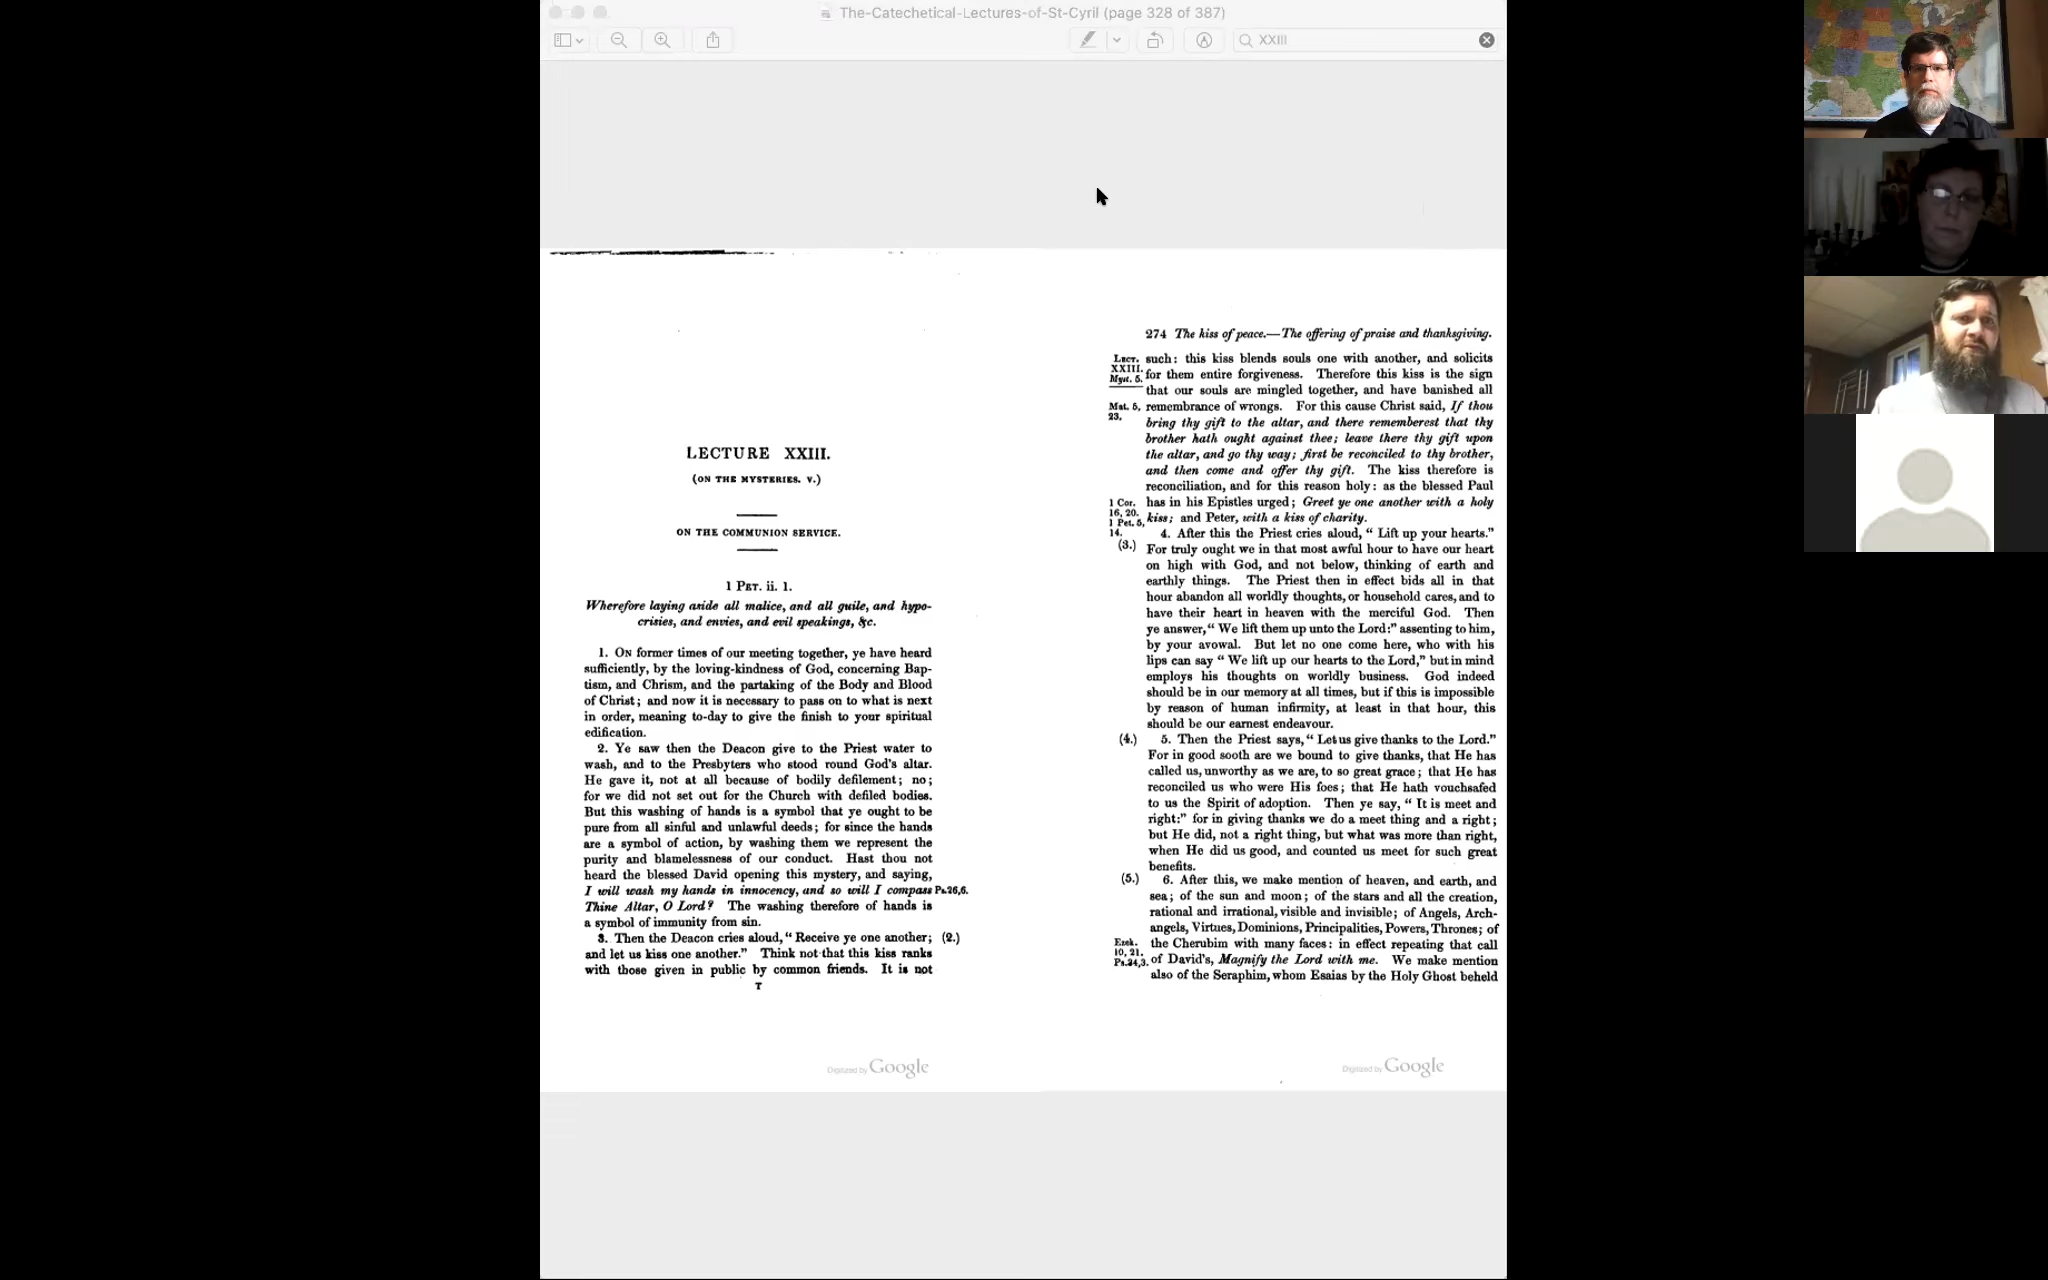 The-Catechetical-Lectures-of-St-Cyril (page 328 of 387)
XXIII
LECTURE XXIII.
(ON THE MYSTERIES. V.)
ON THE COMMUNION SERVICE.
1 PET. ii. 1.
Wherefore laying aside all malice, and all guile, and hypo-
crisies, and envies, and evil speakings, &c.
1. ON former times of our meeting together, ye have heard
sufficiently, by the loving-kindness of God, concerning Bap-
tism, and Chrism, and the partaking of the Body and Blood
of Christ; and now it is necessary to pass on to what is next
in order, meaning to-day to give the finish to your spiritual
edification.
2. Ye saw then the Deacon give to the Priest water to
wash, and to the Presbyters who stood round God's altar.
He gave it, not at all because of bodily defilement; no;
for we did not set out for the Church with defiled bodies.
But this washing of hands is a symbol that ye ought to be
pure from all sinful and unlawful deeds; for since the hands
are a symbol of action, by washing them we represent the
purity and blamelessness of our conduct. Hast thou not
heard the blessed David opening this mystery, and saying,
I will wash my hands in innocency, and so will I compass Ps.26,6.
Thine Altar, O Lord? The washing therefore of hands is
a symbol of immunity from sin.
3. Then the Deacon cries aloud, “Receive ye one another; (2.)
and let us kiss one another.” Think not that this kiss ranks
with those given in public by common friends. It is not
T
Digitized by Google
274 The kiss of peace.—The offering of praise and thanksgiving.
LECT. XXIII. Myst. 5.
such: this kiss blends souls one with another, and solicits
for them entire forgiveness. Therefore this kiss is the sign
that our souls are mingled together, and have banished all
Mat. 5, 23.
remembrance of wrongs. For this cause Christ said, If thou
bring thy gift to the altar, and there rememberest that thy
brother hath ought against thee; leave there thy gift upon
the altar, and go thy way; first be reconciled to thy brother,
and then come and offer thy gift. The kiss therefore is
reconciliation, and for this reason holy: as the blessed Paul
1 Cor. 16, 20.
has in his Epistles urged; Greet ye one another with a holy
1 Pet. 5, 14.
kiss; and Peter, with a kiss of charity.
4. After this the Priest cries aloud, “Lift up your hearts.”
(3.) For truly ought we in that most awful hour to have our heart
on high with God, and not below, thinking of earth and
earthly things. The Priest then in effect bids all in that
hour abandon all worldly thoughts, or household cares, and to
have their heart in heaven with the merciful God. Then
ye answer, “We lift them up unto the Lord:” assenting to him,
by your avowal. But let no one come here, who with his
lips can say “We lift up our hearts to the Lord,” but in mind
employs his thoughts on worldly business. God indeed
should be in our memory at all times, but if this is impossible
by reason of human infirmity, at least in that hour, this
should be our earnest endeavour.
(4.) 5. Then the Priest says, “Let us give thanks to the Lord.”
For in good sooth are we bound to give thanks, that He has
called us, unworthy as we are, to so great grace; that He has
reconciled us who were His foes; that He hath vouchsafed
to us the Spirit of adoption. Then ye say, “It is meet and
right:” for in giving thanks we do a meet thing and a right;
but He did, not a right thing, but what was more than right,
when He did us good, and counted us meet for such great
benefits.
(5.) 6. After this, we make mention of heaven, and earth, and
sea; of the sun and moon; of the stars and all the creation,
rational and irrational, visible and invisible; of Angels, Arch-
angels, Virtues, Dominions, Principalities, Powers, Thrones; of
Ezek. 10, 21.
the Cherubim with many faces: in effect repeating that call
Ps.34,3.
of David's, Magnify the Lord with me. We make mention
also of the Seraphim, whom Esaias by the Holy Ghost beheld
Digitized by Google